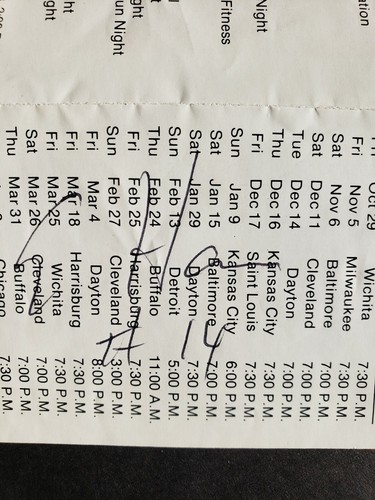 Oct 29 Wichita 7:30 P.M.
Fri Nov 5 Milwaukee 7:30 P.M.
Sat Nov 6 Baltimore 7:00 P.M.
Sat Dec 11 Cleveland 7:00 P.M.
Tue Dec 14 Dayton 7:00 P.M.
Night Thu Dec 16 Kansas City 7:30 P.M.
Fri Dec 17 Saint Louis 7:30 P.M.
Fitness Sun Jan 9 Kansas City 6:00 P.M.
Sat Jan 15 Baltimore 7:00 P.M.
Sat Jan 29 Dayton 7:30 P.M.
14
Sun Feb 13 Detroit 5:00 P.M.
Thu Feb 24 Buffalo 11:00 A.M.
ght Fri Feb 25 Harrisburg 7:30 P.M.
un Night Sun Feb 27 Cleveland 3:00 P.M.
Fri Mar 4 Dayton 8:00 P.M.
ht Fri Mar 18 Harrisburg 7:30 P.M.
ght Fri Mar 25 Wichita 7:30 P.M.
Sat Mar 26 Cleveland 7:00 P.M.
Thu Mar 31 Buffalo 7:30 P.M.
Chicago 7:30 P.M.